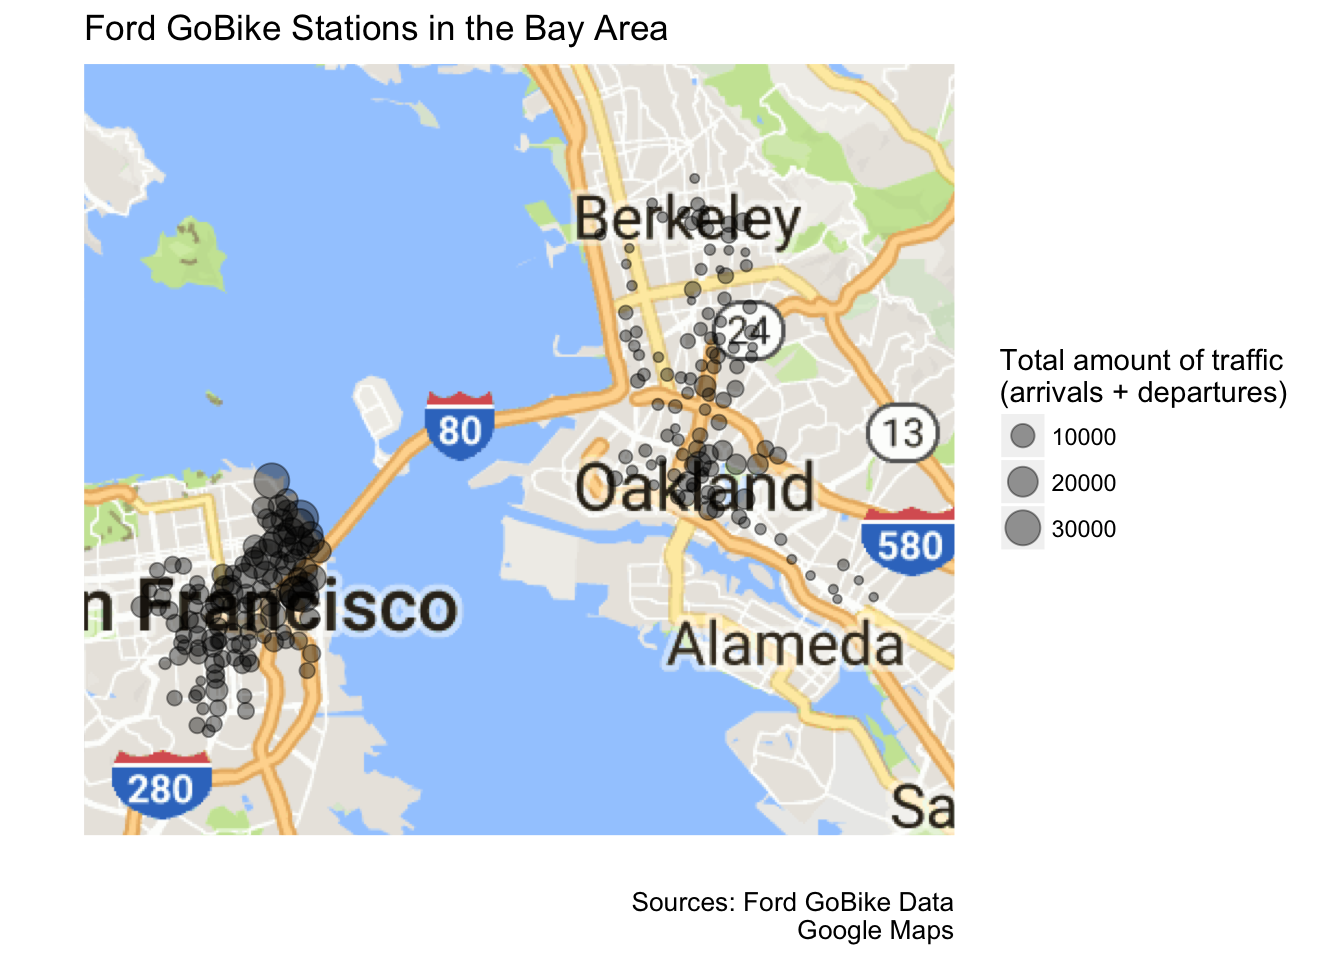 Ford GoBike Stations in the Bay Area
Berkeley
24
80
13
Oakland
580
n Francisco
Alameda
280
Sa
Total amount of traffic
(arrivals + departures)
10000
20000
30000
Sources: Ford GoBike Data
Google Maps